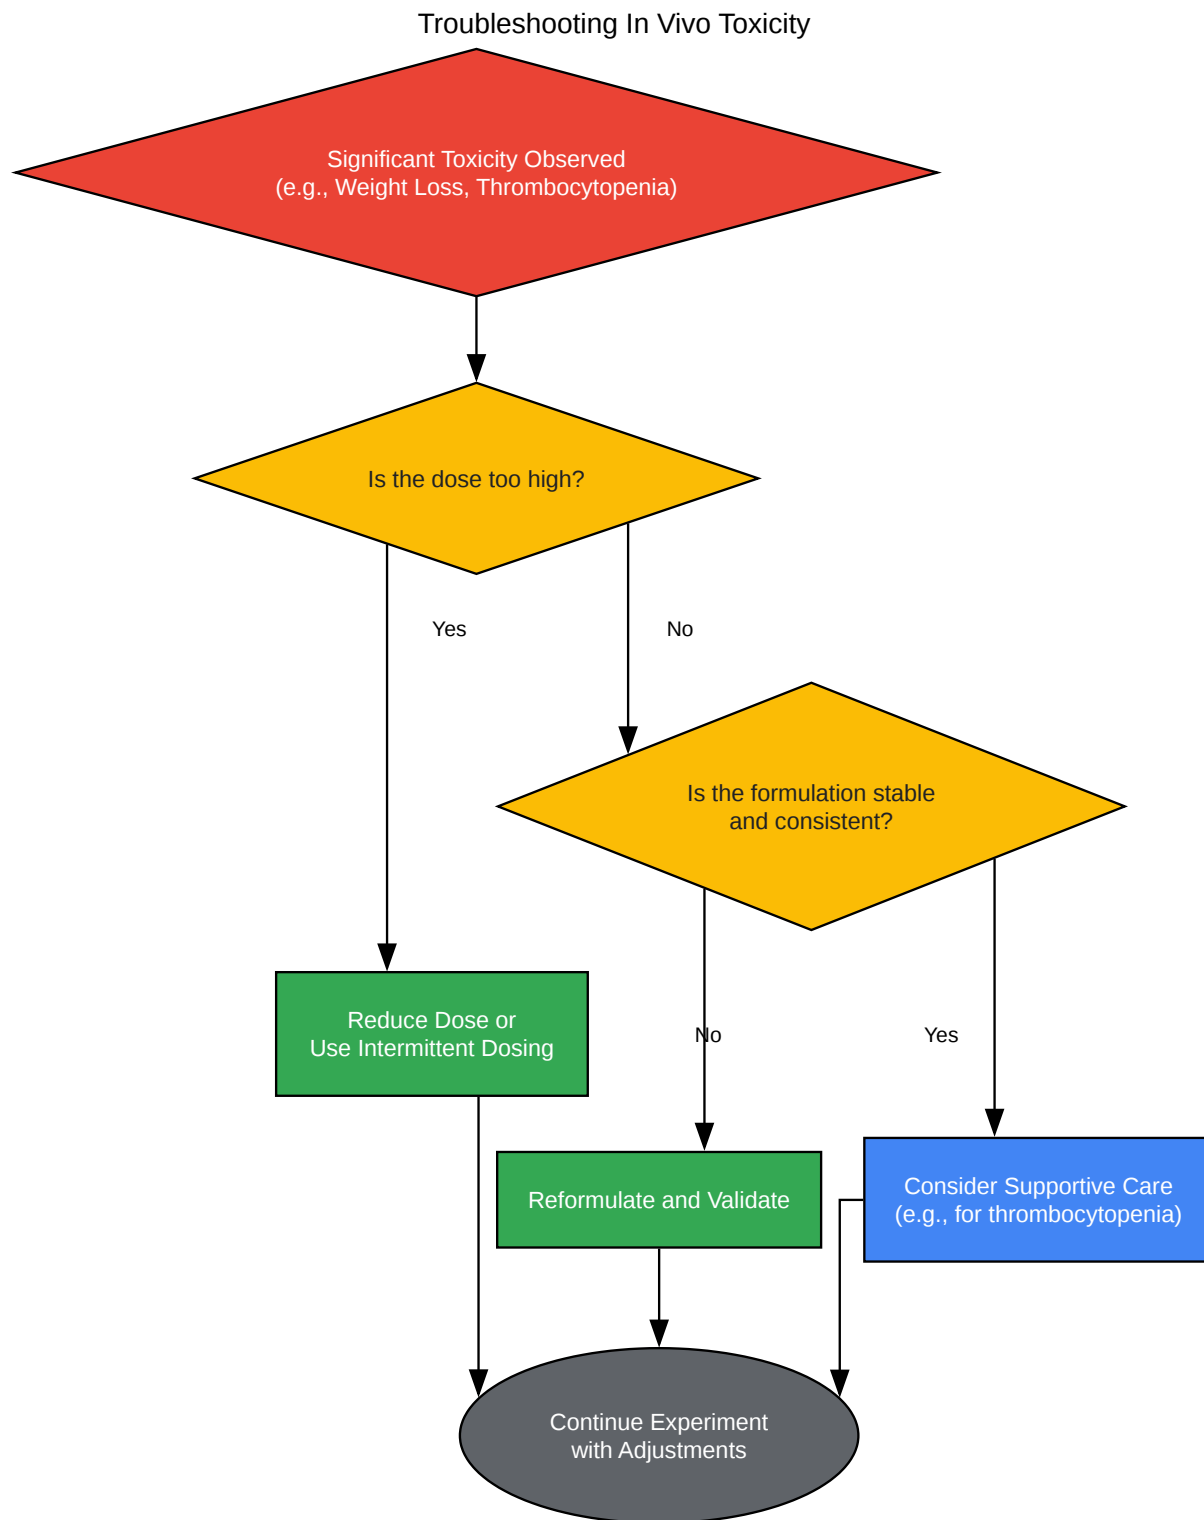 Troubleshooting In Vivo Toxicity
Significant Toxicity Observed
(e.g., Weight Loss, Thrombocytopenia)
Is the dose too high?
Yes
No
Is the formulation stable
and consistent?
Reduce Dose or
Use Intermittent Dosing
No
Yes
Reformulate and Validate
Consider Supportive Care
(e.g., for thrombocytopenia)
Continue Experiment
with Adjustments